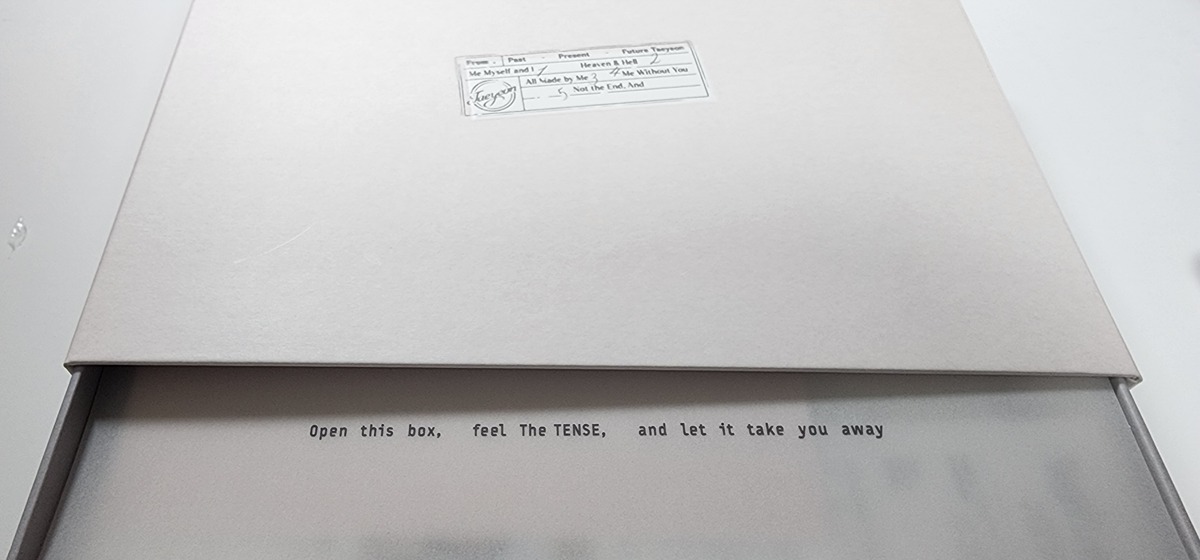 From . Past · Present · Future Taeyeon
Me Myself and I 1 Heaven & Hell 2
Taeyeon All Made by Me 3 4 Me Without You
5 Not the End, And
Open this box, feel The TENSE, and let it take you away